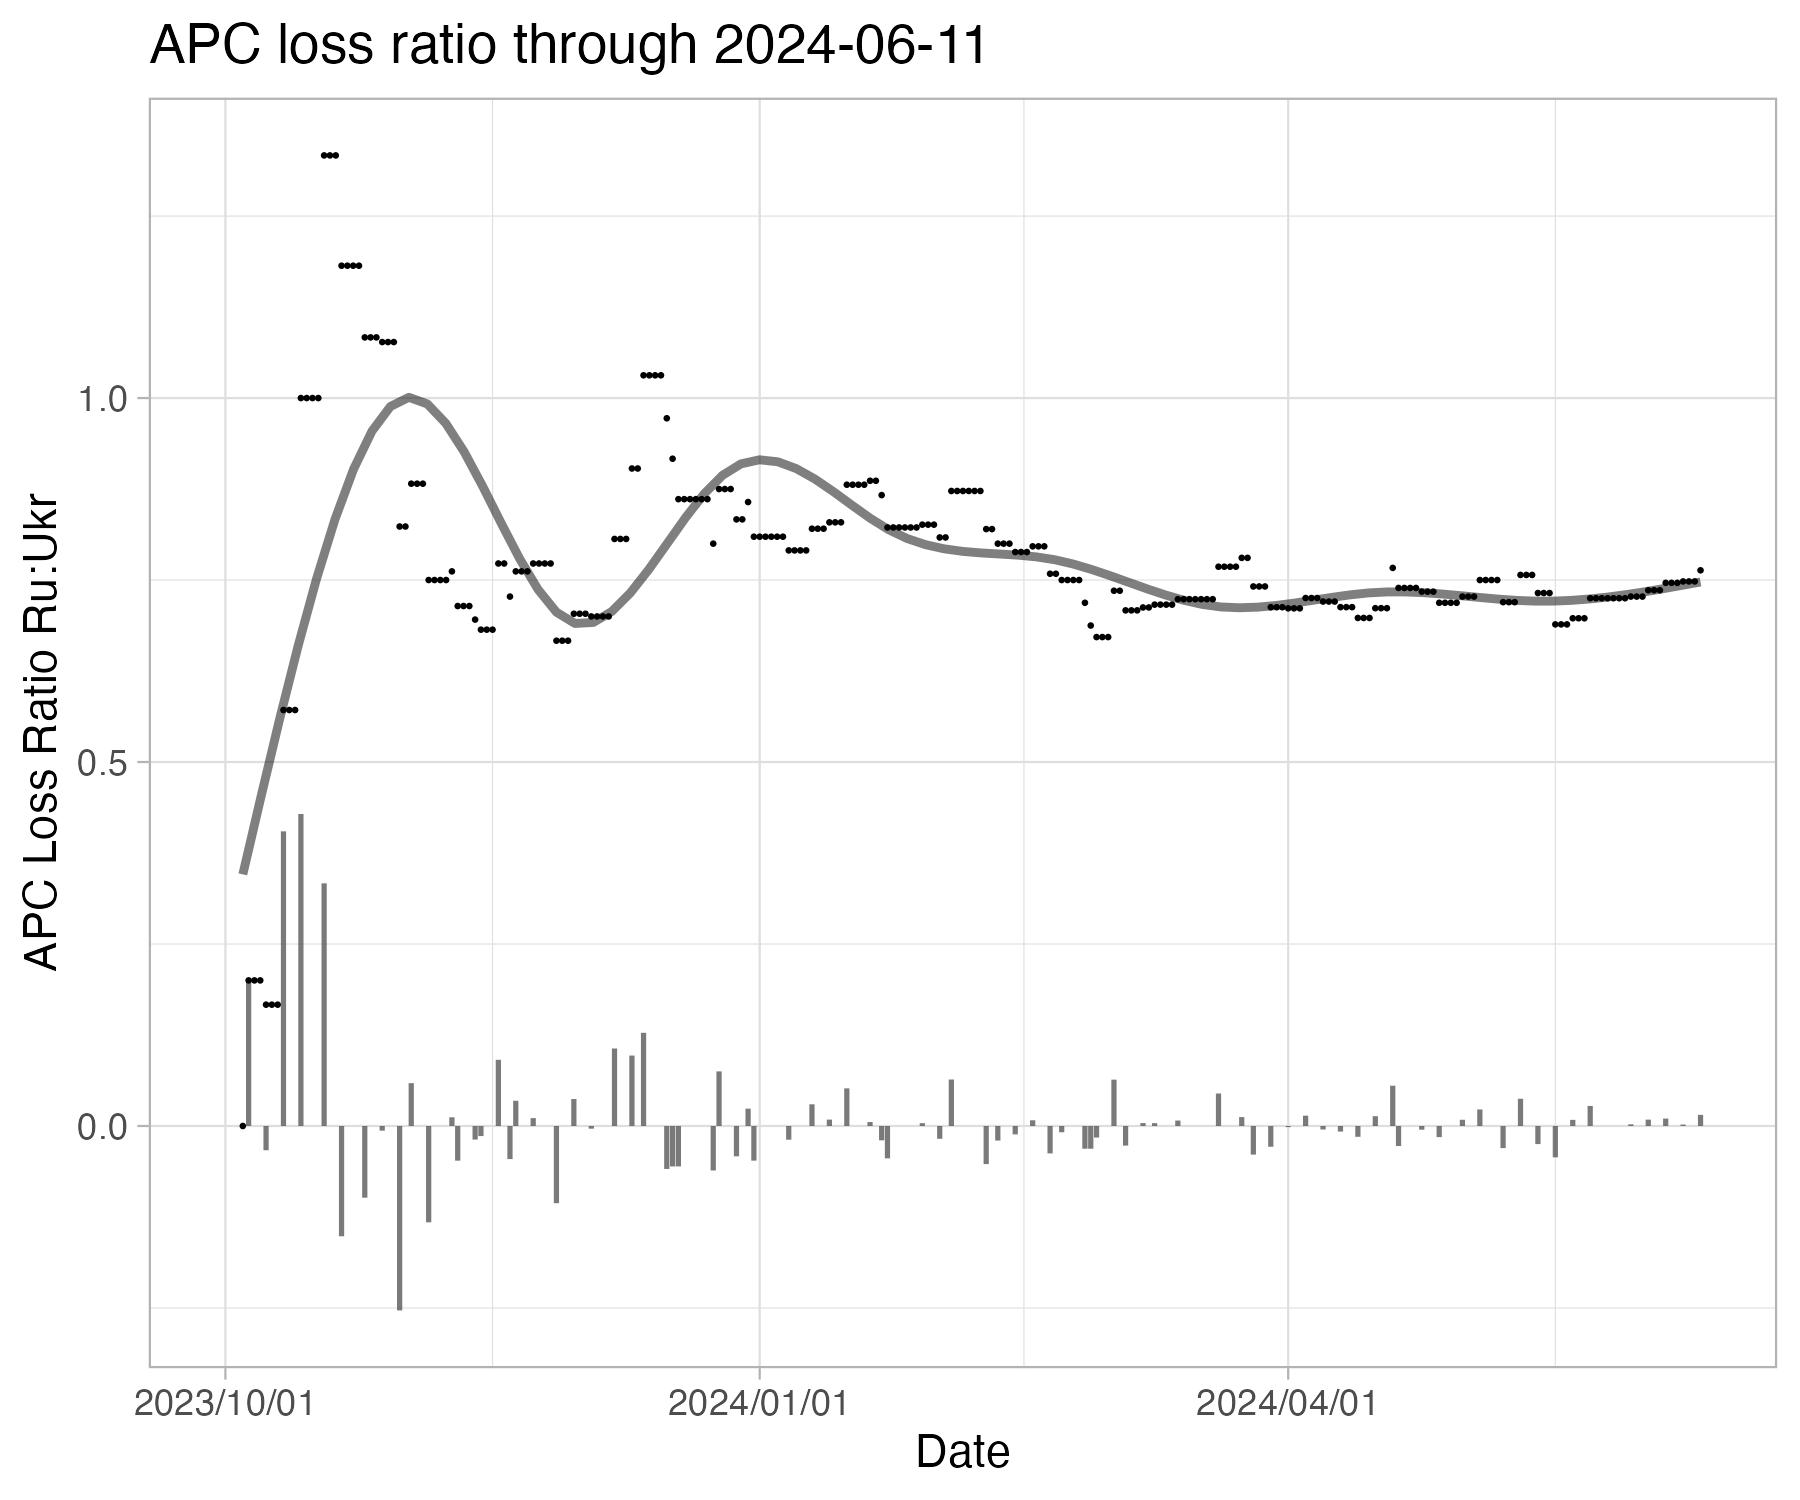 APC loss ratio through 2024-06-11
APC Loss Ratio Ru:Ukr
1.0
0.5
0.0
2023/10/01
2024/01/01
2024/04/01
Date